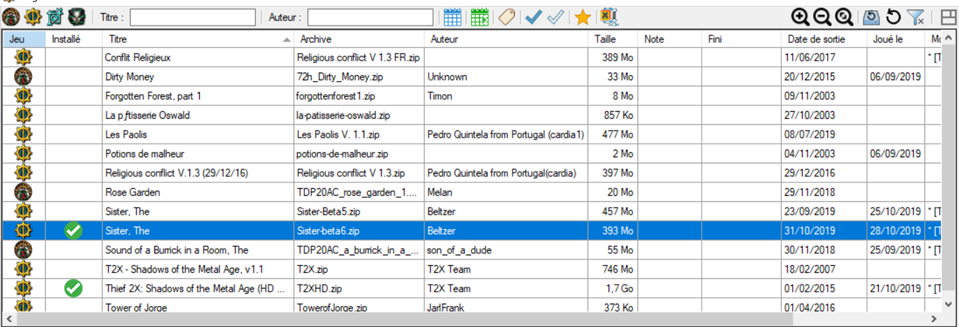 Titre : Auteur :
Jeu Installé Titre Archive Auteur Taille Note Fini Date de sortie Joué le Mo
Conflit Religieux Religious conflict V 1.3 FR.zip 389 Mo 11/06/2017 * [T
Dirty Money 72h_Dirty_Money.zip Unknown 33 Mo 20/12/2015 06/09/2019
Forgotten Forest, part 1 forgottenforest1.zip Timon 8 Mo 09/11/2003
La pƒtisserie Oswald la-patisserie-oswald.zip 857 Ko 27/10/2003
Les Paolis Les Paolis V. 1.1.zip Pedro Quintela from Portugal (cardia1) 477 Mo 08/07/2019
Potions de malheur potions-de-malheur.zip 2 Mo 04/11/2003 06/09/2019
Religious conflict V.1.3 (29/12/16) Religious conflict V 1.3.zip Pedro Quintela from Portugal(cardia) 397 Mo 29/12/2016
Rose Garden TDP20AC_rose_garden_1.... Melan 20 Mo 29/11/2018
Sister, The Sister-Beta5.zip Beltzer 457 Mo 23/09/2019 25/10/2019 * [T
Sister, The Sister-beta6.zip Beltzer 393 Mo 31/10/2019 28/10/2019 * [T
Sound of a Burrick in a Room, The TDP20AC_a_burrick_in_a_... son_of_a_dude 55 Mo 30/11/2018 25/09/2019 * [T
T2X - Shadows of the Metal Age, v1.1 T2X.zip T2X Team 746 Mo 18/02/2007
Thief 2X: Shadows of the Metal Age (HD ... T2XHD.zip T2X Team 1,7 Go 01/02/2015 21/10/2019 * [T
Tower of Jorge TowerofJorge.zip JarlFrank 373 Ko 01/04/2016